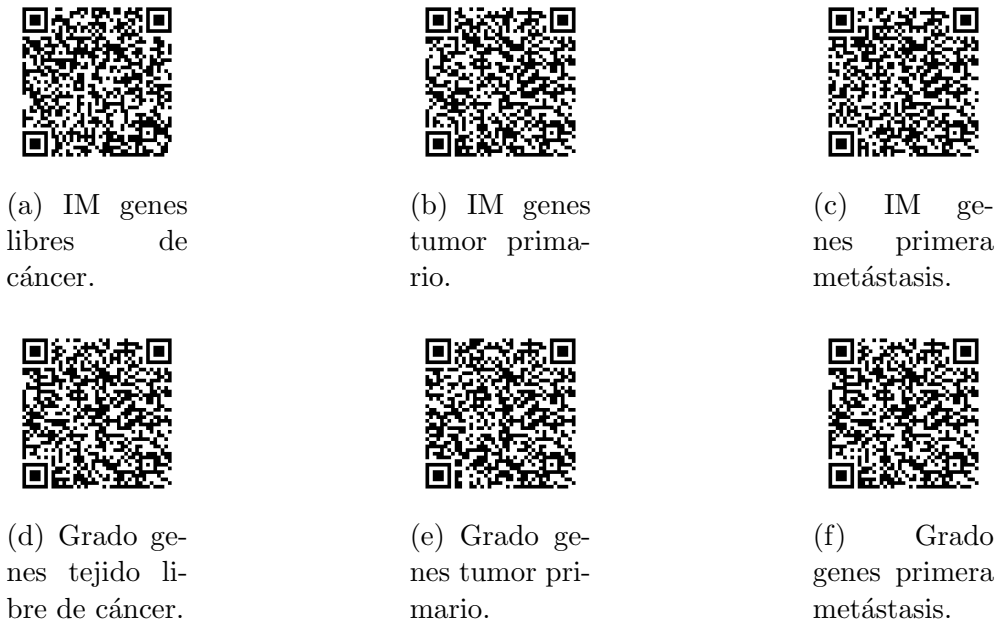 (a) IM genes
libres de
cáncer.
(b) IM genes
tumor prima-
rio.
(c) IM ge-
nes primera
metástasis.
(d) Grado ge-
nes tejido li-
bre de cáncer.
(e) Grado ge-
nes tumor pri-
mario.
(f) Grado
genes primera
metástasis.